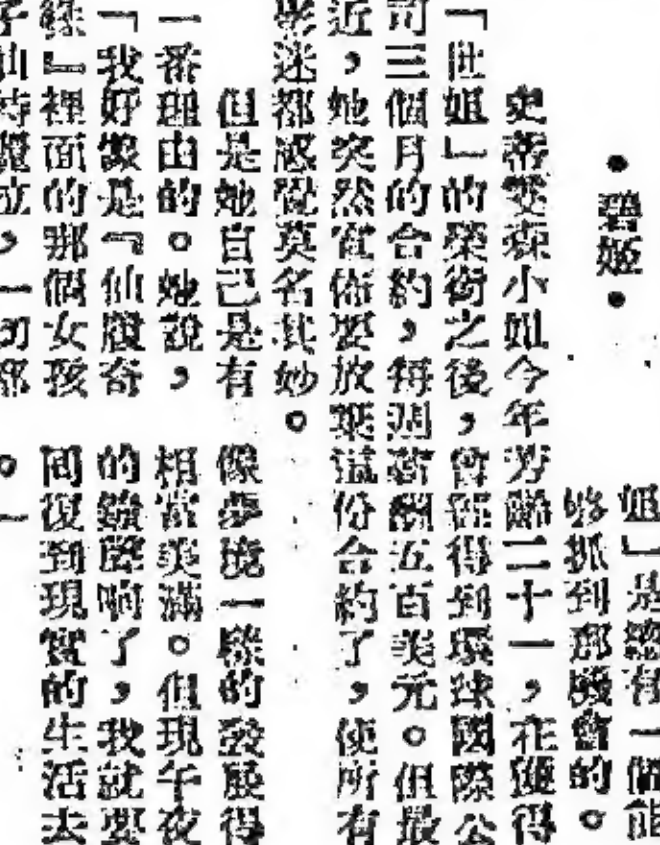 姐」是總有一個能
够抓到那機會的。
•碧姬•
史蒂雯森小姐今年芳齡二十一,在獲得
「世姐」的榮銜之後,曾經得到環球國際公
司三個月的合約,每週薪酬五百美元。但最
近,她突然宣佈要放棄這份合約了,使所有
影迷都感覺莫名其妙。
但是她自己是有
一番理由的。她說,
「我好像是『仙履奇
緣』裡面的那個女孩
一切都
像夢境一樣的發展得
相當美滿。但現午夜
的鐘聲响了,我就要
回復到現實的生活去
。」